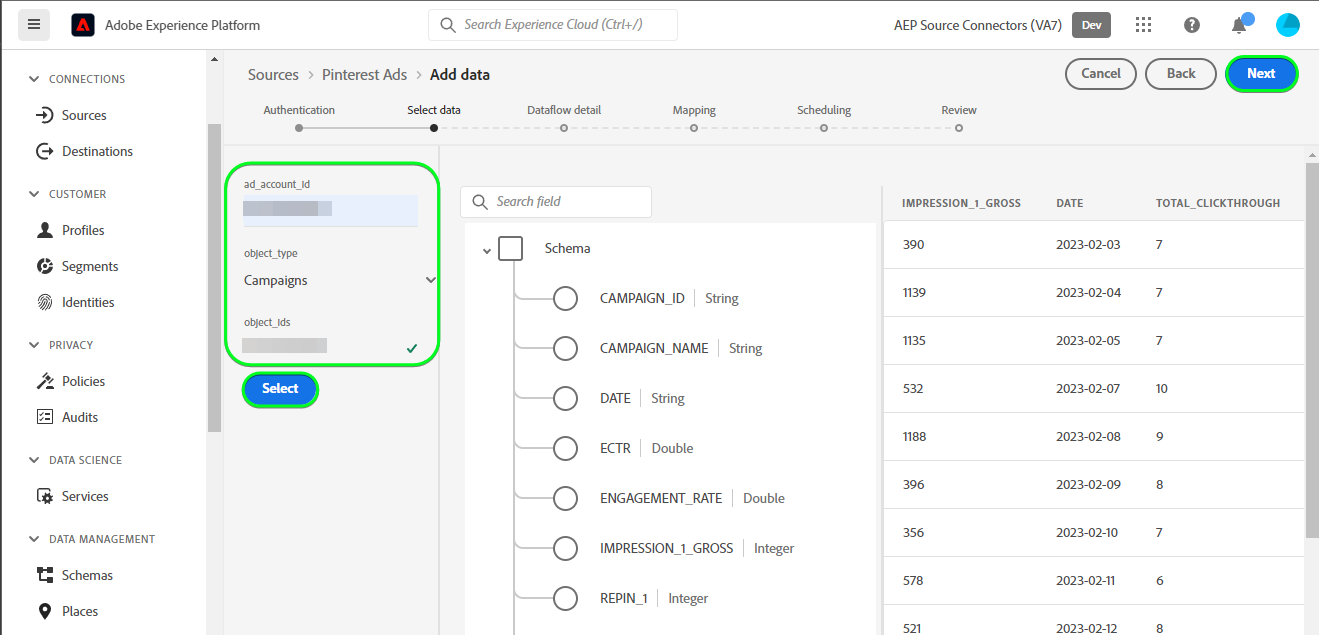 Adobe Experience Platform
Search Experience Cloud (Ctrl+/)
AEP Source Connectors (VA7) Dev
CONNECTIONS
Sources
Destinations
CUSTOMER
Profiles
Segments
Identities
PRIVACY
Policies
Audits
DATA SCIENCE
Services
DATA MANAGEMENT
Schemas
Places
Sources > Pinterest Ads > Add data
Cancel Back Next
Authentication Select data Dataflow detail Mapping Scheduling Review
ad_account_id
object_type
Campaigns
object_ids
Select
Search field
Schema
CAMPAIGN_ID String
CAMPAIGN_NAME String
DATE String
ECTR Double
ENGAGEMENT_RATE Double
IMPRESSION_1_GROSS Integer
REPIN_1 Integer
IMPRESSION_1_GROSS DATE TOTAL_CLICKTHROUGH
390 2023-02-03 7
1139 2023-02-04 7
1135 2023-02-05 7
532 2023-02-07 10
1188 2023-02-08 9
396 2023-02-09 8
356 2023-02-10 7
578 2023-02-11 6
521 2023-02-12 8